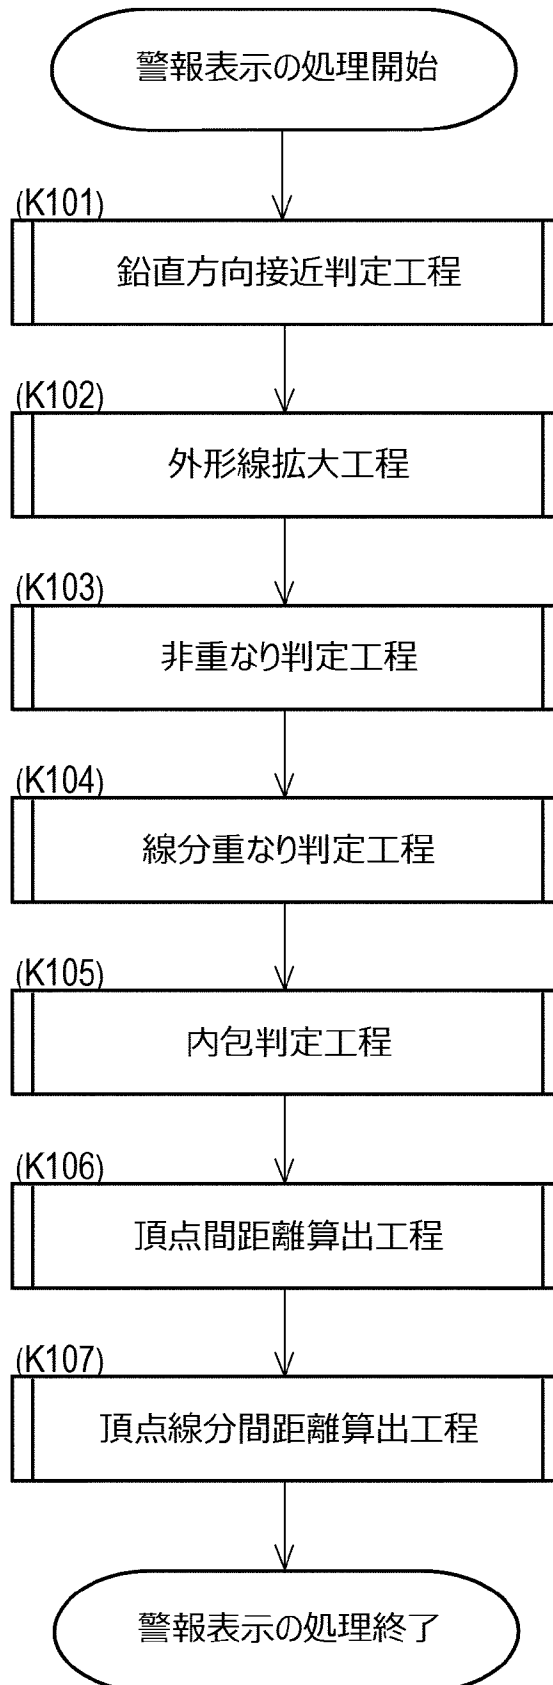 警報表示の処理開始
(K101)
鉛直方向接近判定工程
(K102)
外形線拡大工程
(K103)
非重なり判定工程
(K104)
線分重なり判定工程
(K105)
内包判定工程
(K106)
頂点間距離算出工程
(K107)
頂点線分間距離算出工程
警報表示の処理終了